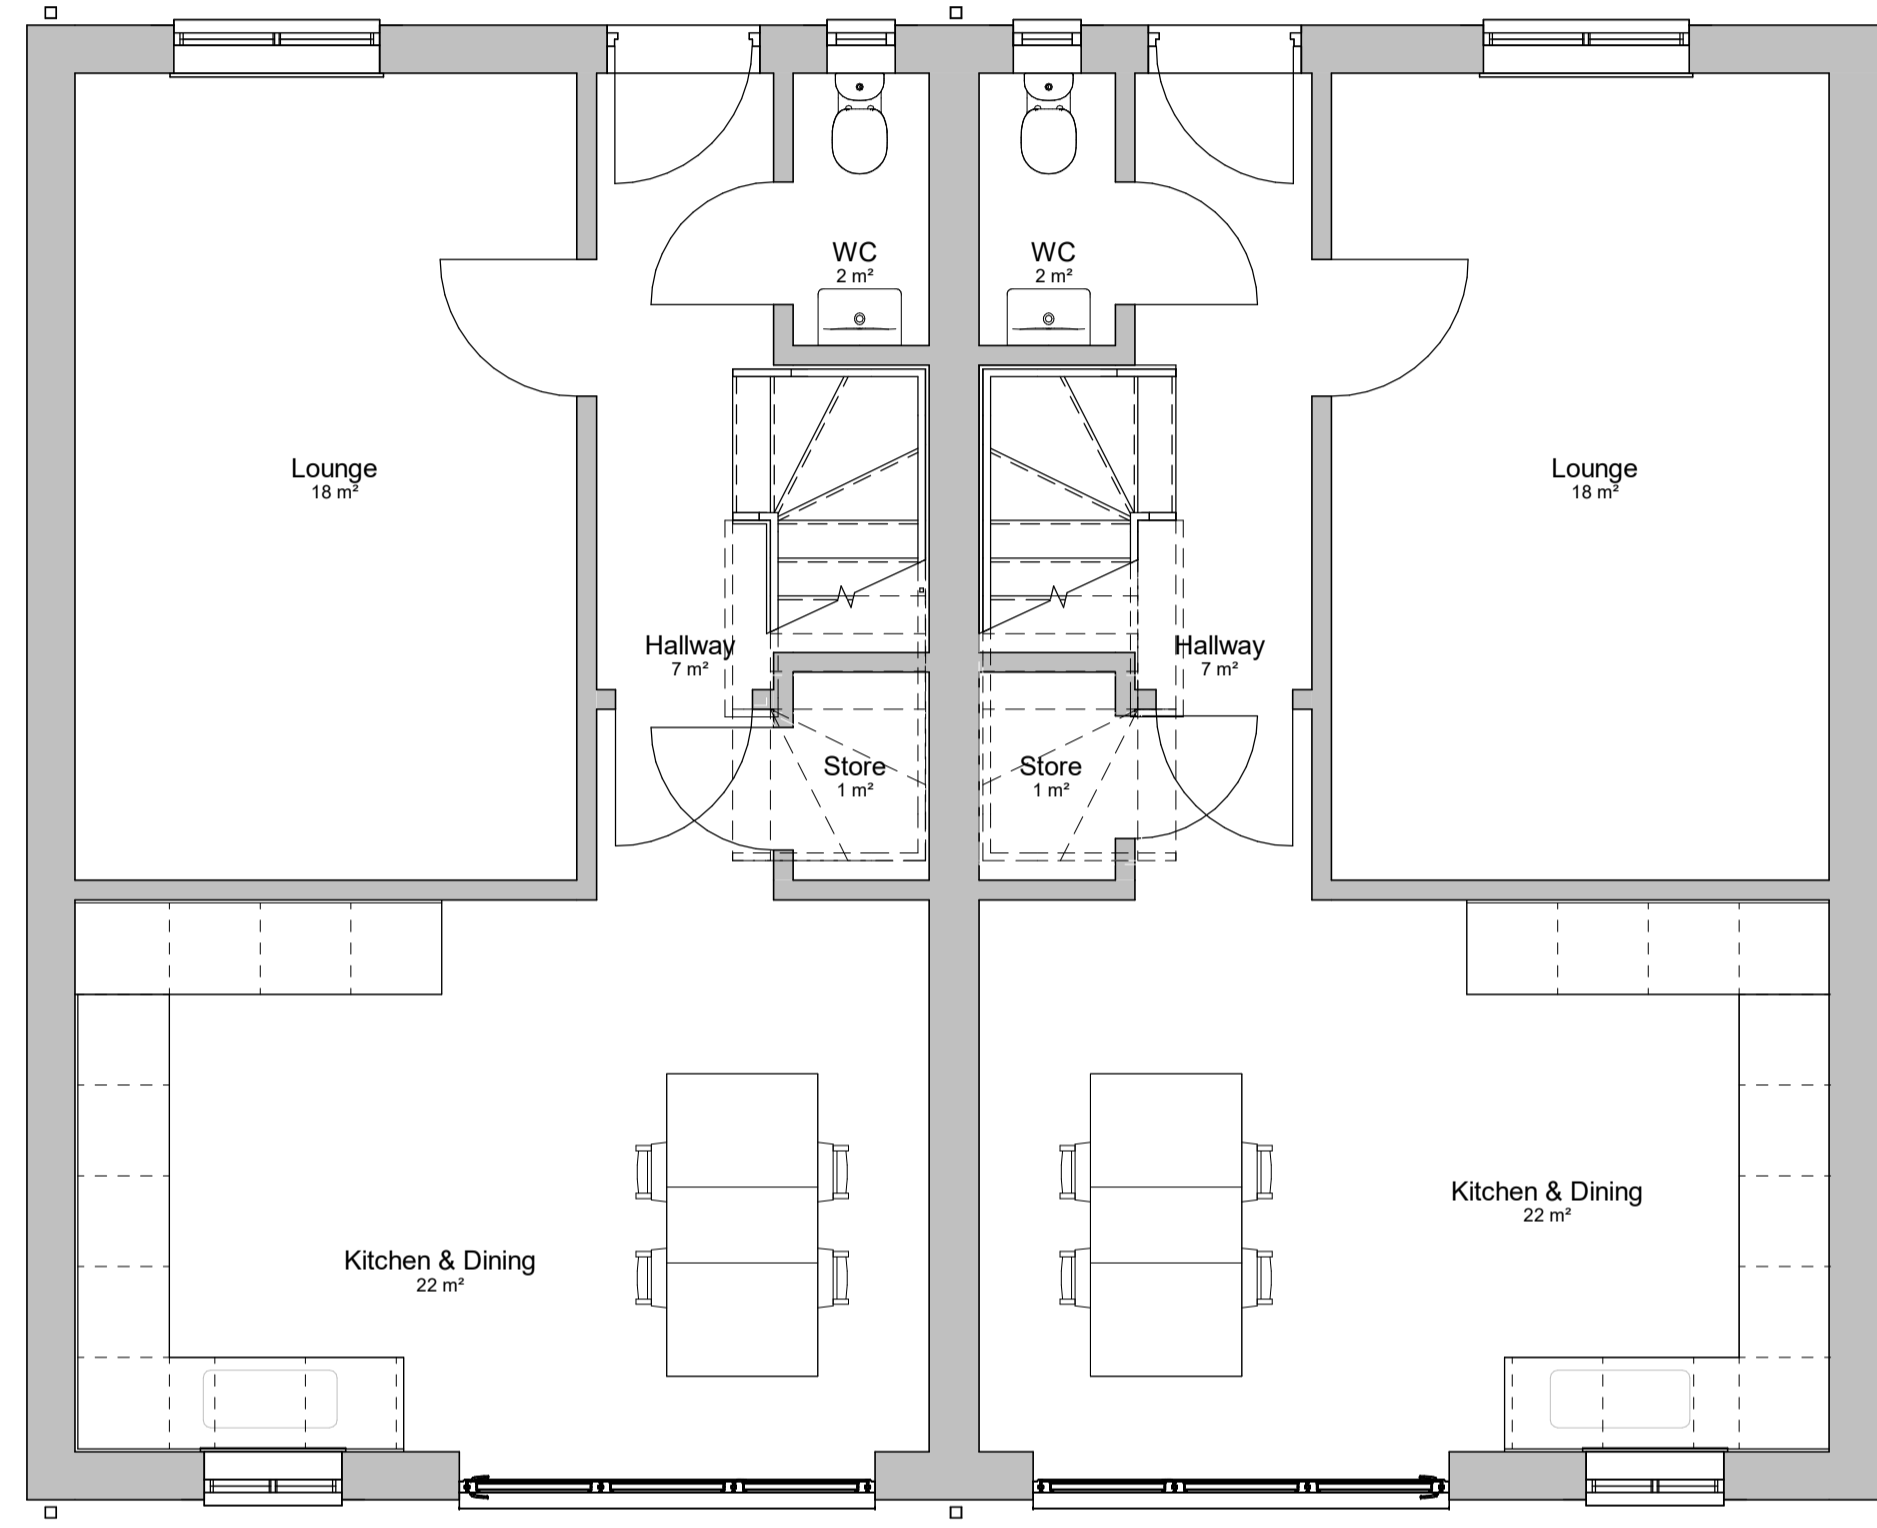 WC
2 m²
WC
2 m²
Lounge
18 m²
Lounge
18 m²
Hallway
7 m²
Hallway
7 m²
Store
1 m²
Store
1 m²
Kitchen & Dining
22 m²
Kitchen & Dining
22 m²